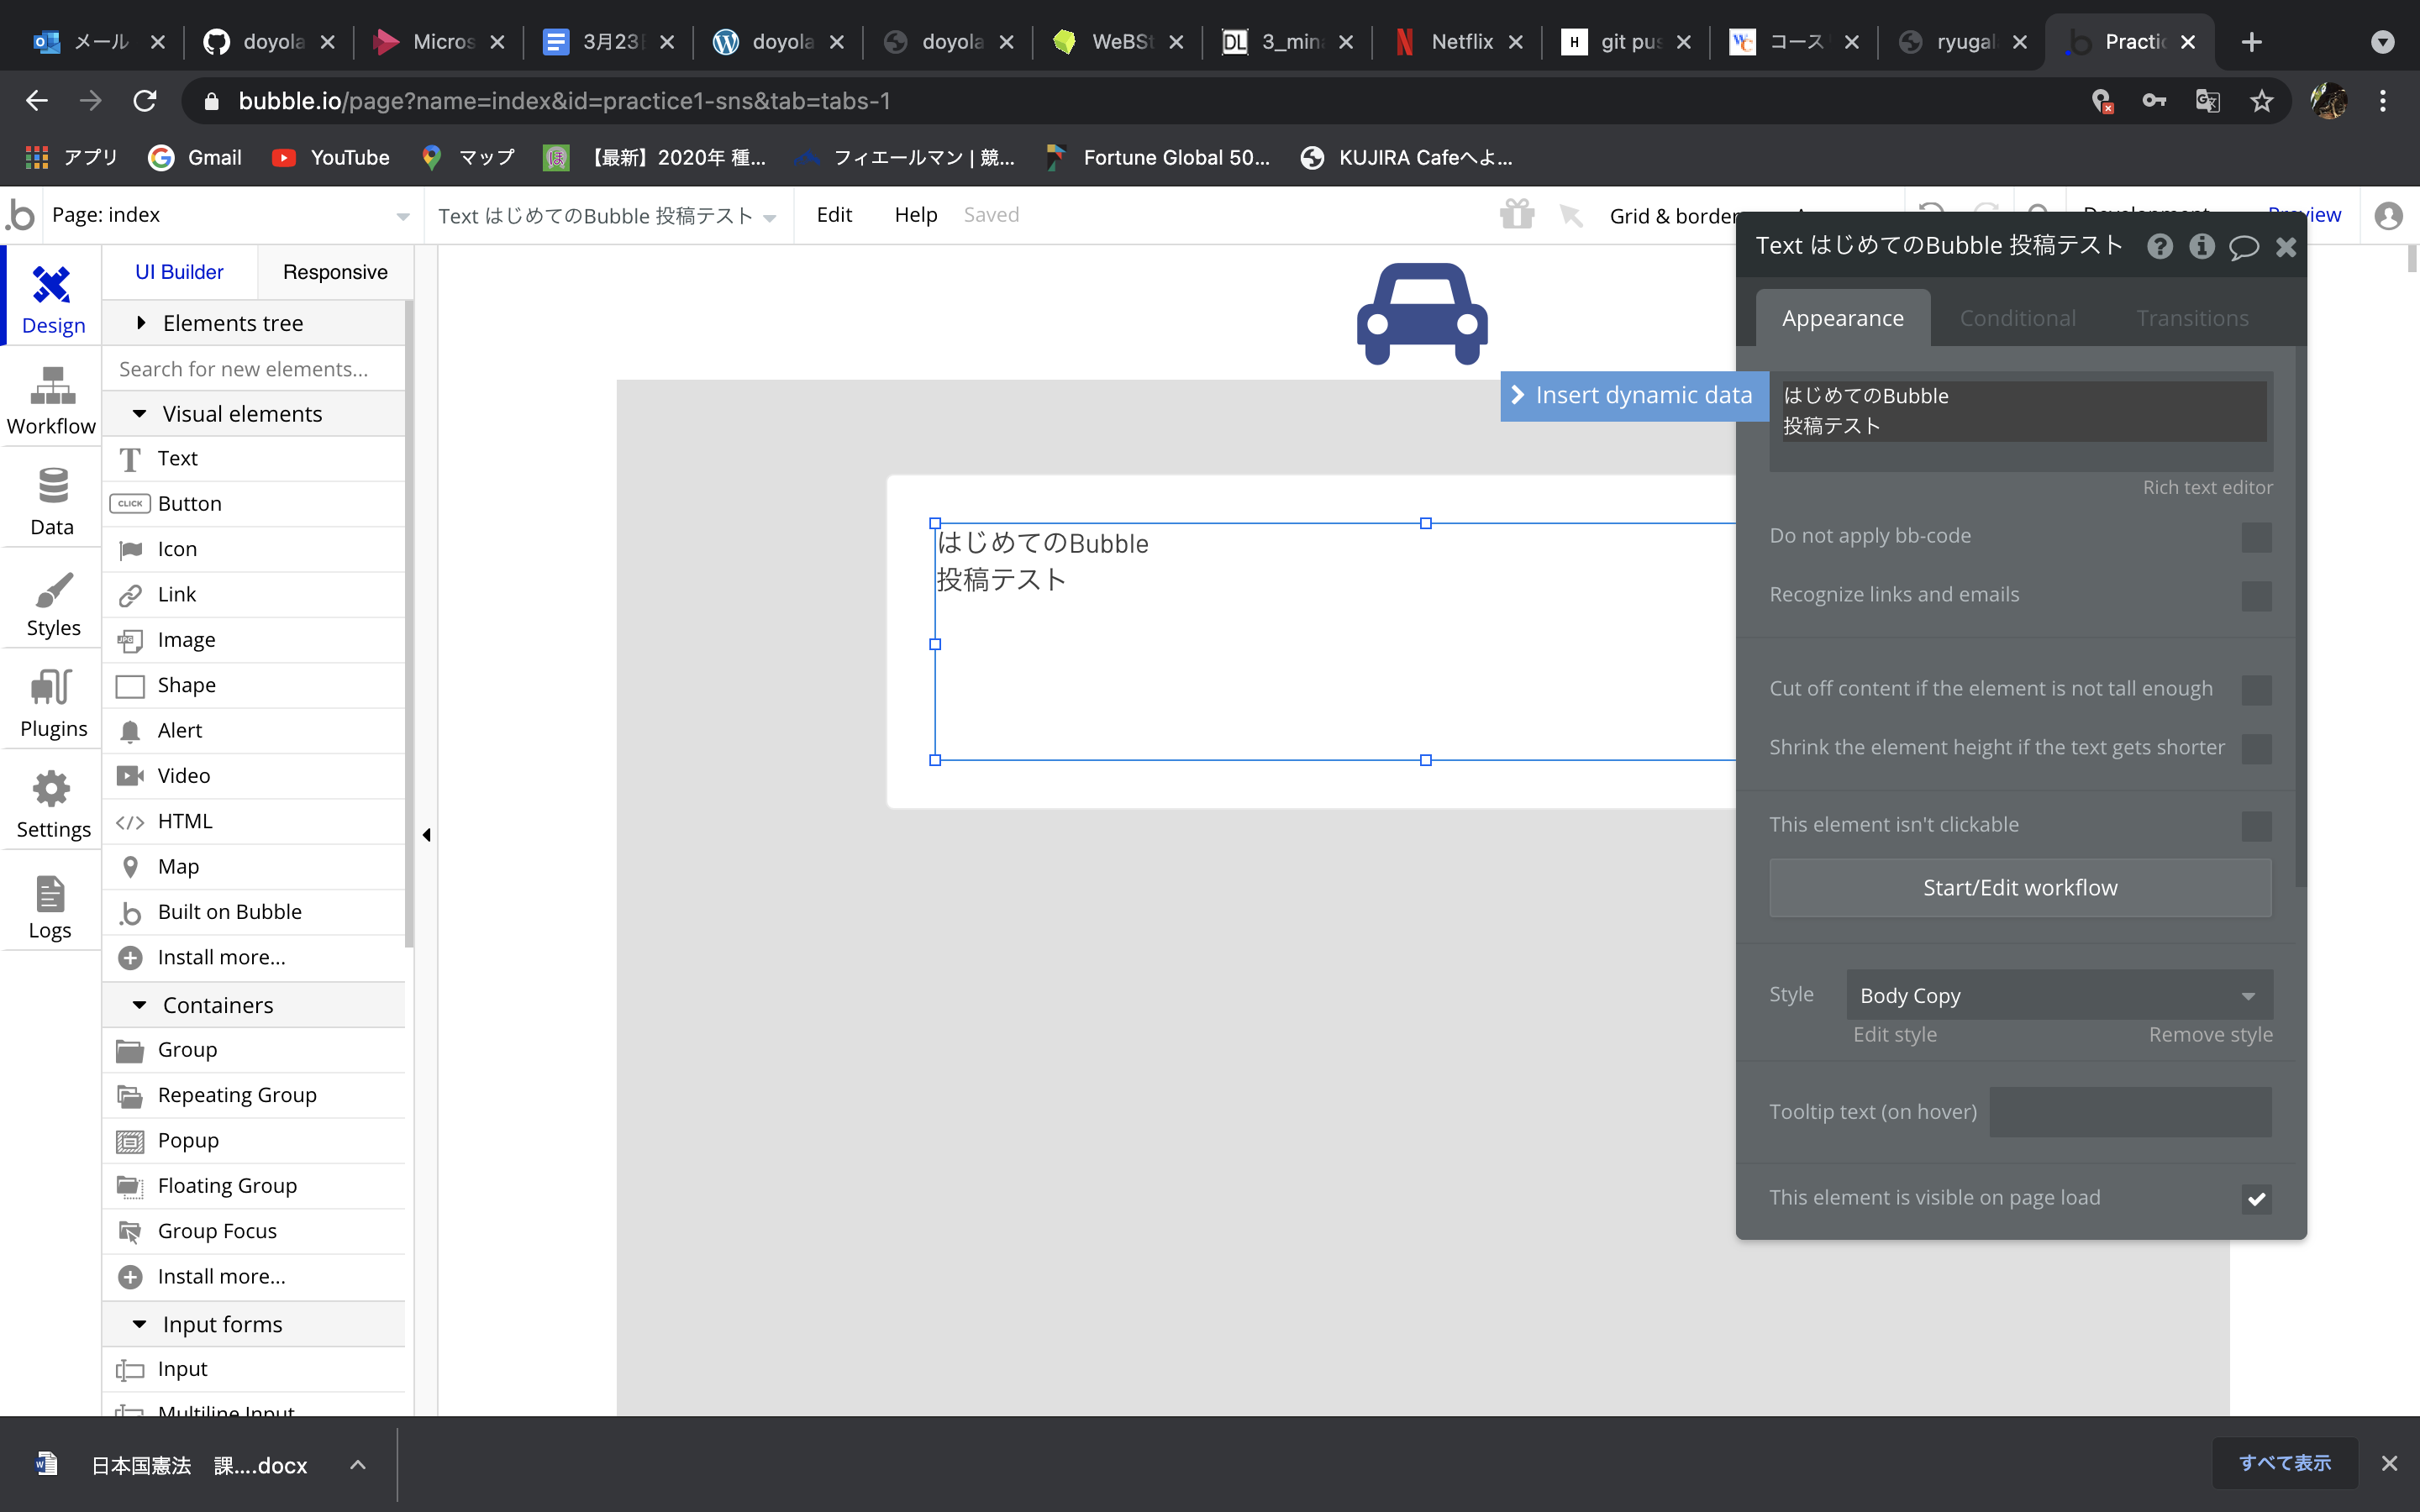 メール
doyola
Micros
3月23
doyola
doyola
WeBSt
3_min
Netflix
git pus
コース
ryugal
Practic
bubble.io/page?name=index&id=practice1-sns&tab=tabs-1
アプリ
Gmail
YouTube
マップ
【最新】2020年 種...
フィエールマン | 競...
Fortune Global 50...
KUJIRA Cafeへよ...
Page: index
Text はじめてのBubble 投稿テスト
Edit
Help
Saved
Grid & border
Development
Preview
Design
Workflow
Data
Styles
Plugins
Settings
Logs
UI Builder
Responsive
Elements tree
Search for new elements...
Visual elements
Text
CLICK
Button
Icon
Link
Image
Shape
Alert
Video
HTML
Map
Built on Bubble
Install more...
Containers
Group
Repeating Group
Popup
Floating Group
Group Focus
Install more...
Input forms
Input
Multiline Input
はじめてのBubble
投稿テスト
Text はじめてのBubble 投稿テスト
Appearance
Conditional
Transitions
Insert dynamic data
はじめてのBubble
投稿テスト
Rich text editor
Do not apply bb-code
Recognize links and emails
Cut off content if the element is not tall enough
Shrink the element height if the text gets shorter
This element isn't clickable
Start/Edit workflow
Style
Body Copy
Edit style
Remove style
Tooltip text (on hover)
This element is visible on page load
日本国憲法 課....docx
すべて表示